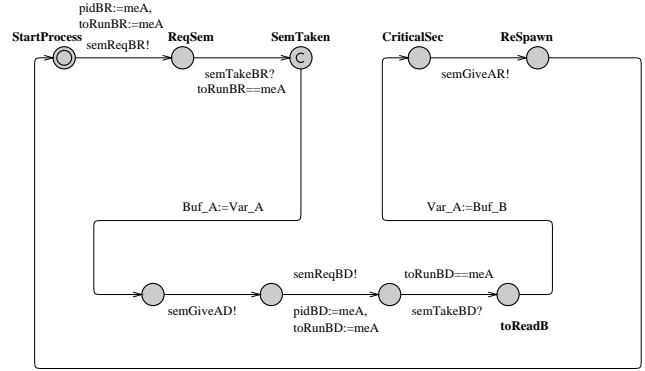 pidBR:=meA,
toRunBR:=meA
StartProcess
semReqBR!
ReqSem
SemTaken
CriticalSec
ReSpawn
C
semTakeBR?
toRunBR==meA
semGiveAR!
Buf_A:=Var_A
Var_A:=Buf_B
semReqBD!
toRunBD==meA
semGiveAD!
pidBD:=meA,
toRunBD:=meA
semTakeBD?
toReadB